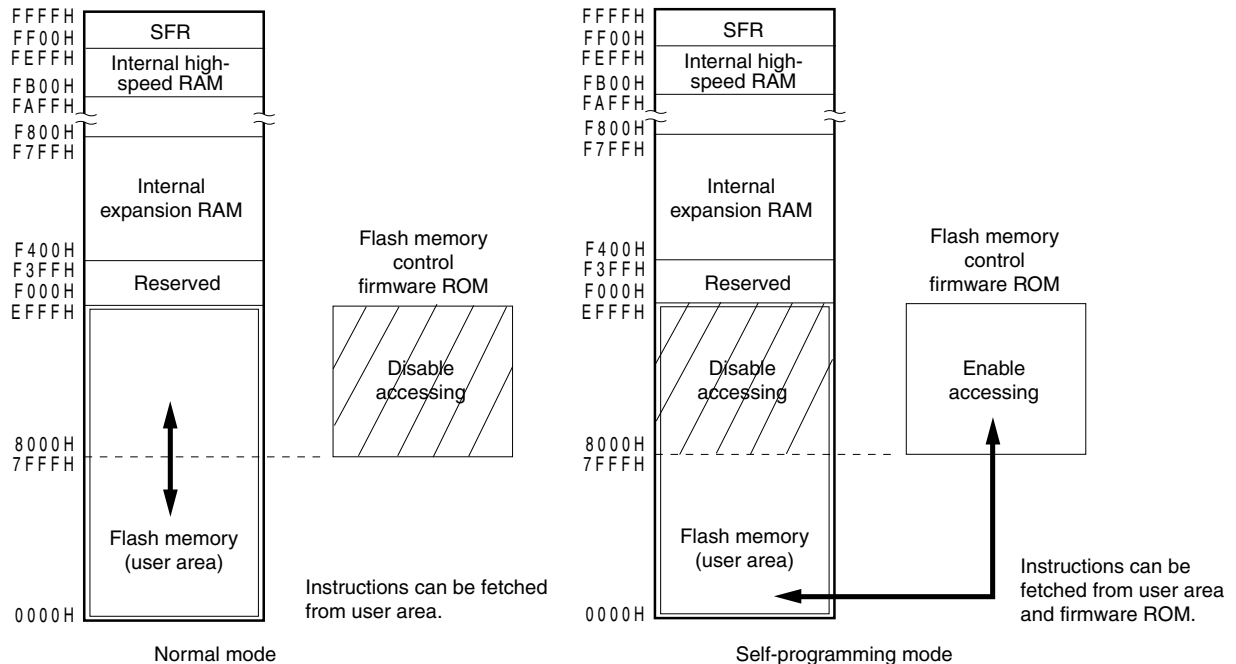 FFFFH
SFR
FF00H
FEFFH
Internal high-
speed RAM
FB00H
FAFFH
F800H
F7FFH
Internal
expansion RAM
F400H
F3FFH
Reserved
F000H
EFFFH
Flash memory
control
firmware ROM
Disable
accessing
8000H
7FFFH
Flash memory
(user area)
Instructions can be fetched
from user area.
0000H
Normal mode
FFFFH
SFR
FF00H
FEFFH
Internal high-
speed RAM
FB00H
FAFFH
F800H
F7FFH
Internal
expansion RAM
F400H
F3FFH
Reserved
F000H
EFFFH
Flash memory
control
firmware ROM
Disable
accessing
Enable
accessing
8000H
7FFFH
Flash memory
(user area)
Instructions can be
fetched from user area
and firmware ROM.
0000H
Self-programming mode